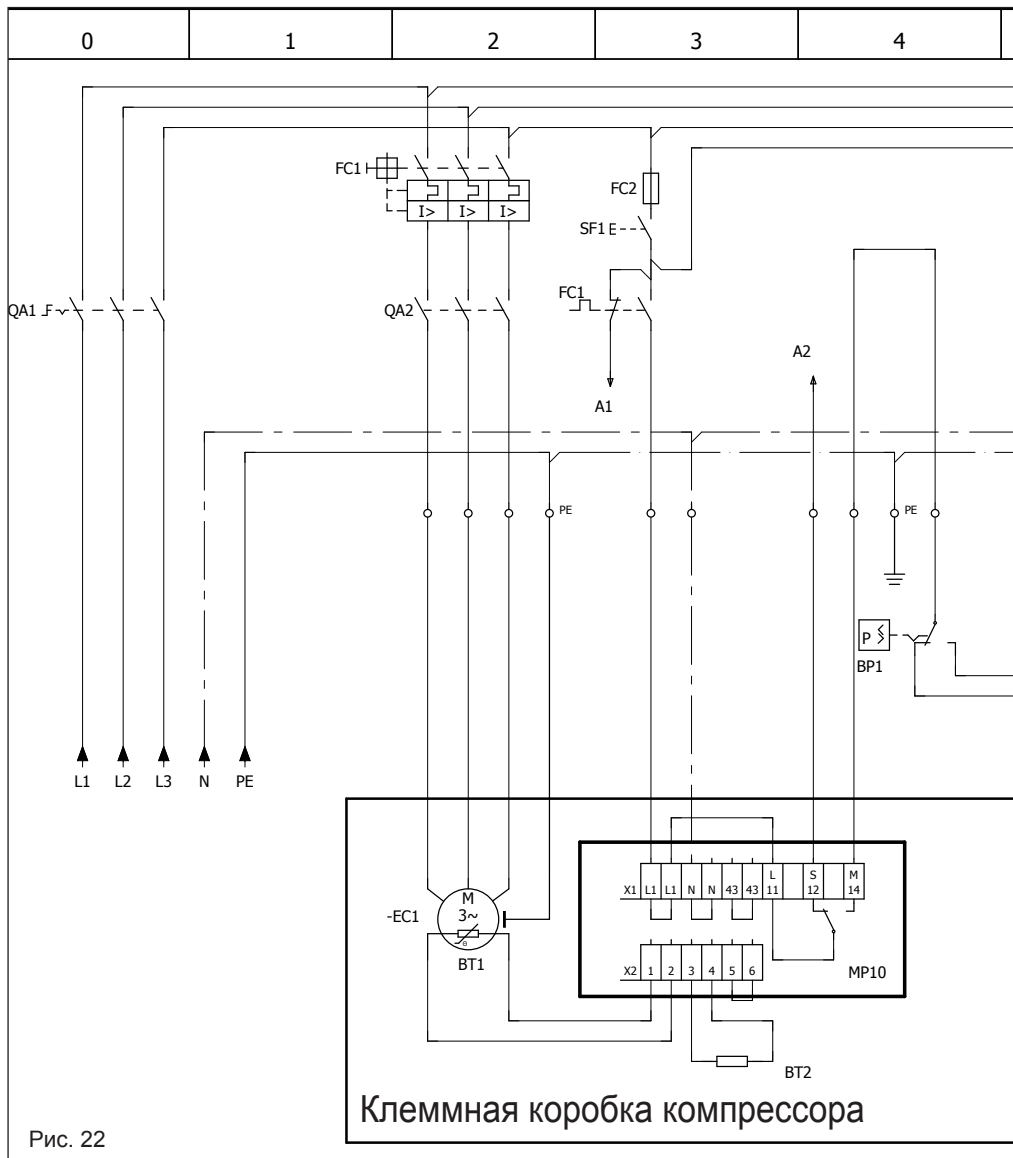 0 1 2 3 4
FC1
I> I> I>
FC2
SF1
QA1
QA2
FC1
A1
A2
PE
PE
P
BP1
L1 L2 L3 N PE
X1 L1 L1 N N 43 43 L 11 S 12 M 14
-EC1
M
3~
θ
BT1
X2 1 2 3 4 5 6
MP10
BT2
Клеммная коробка компрессора
Рис. 22